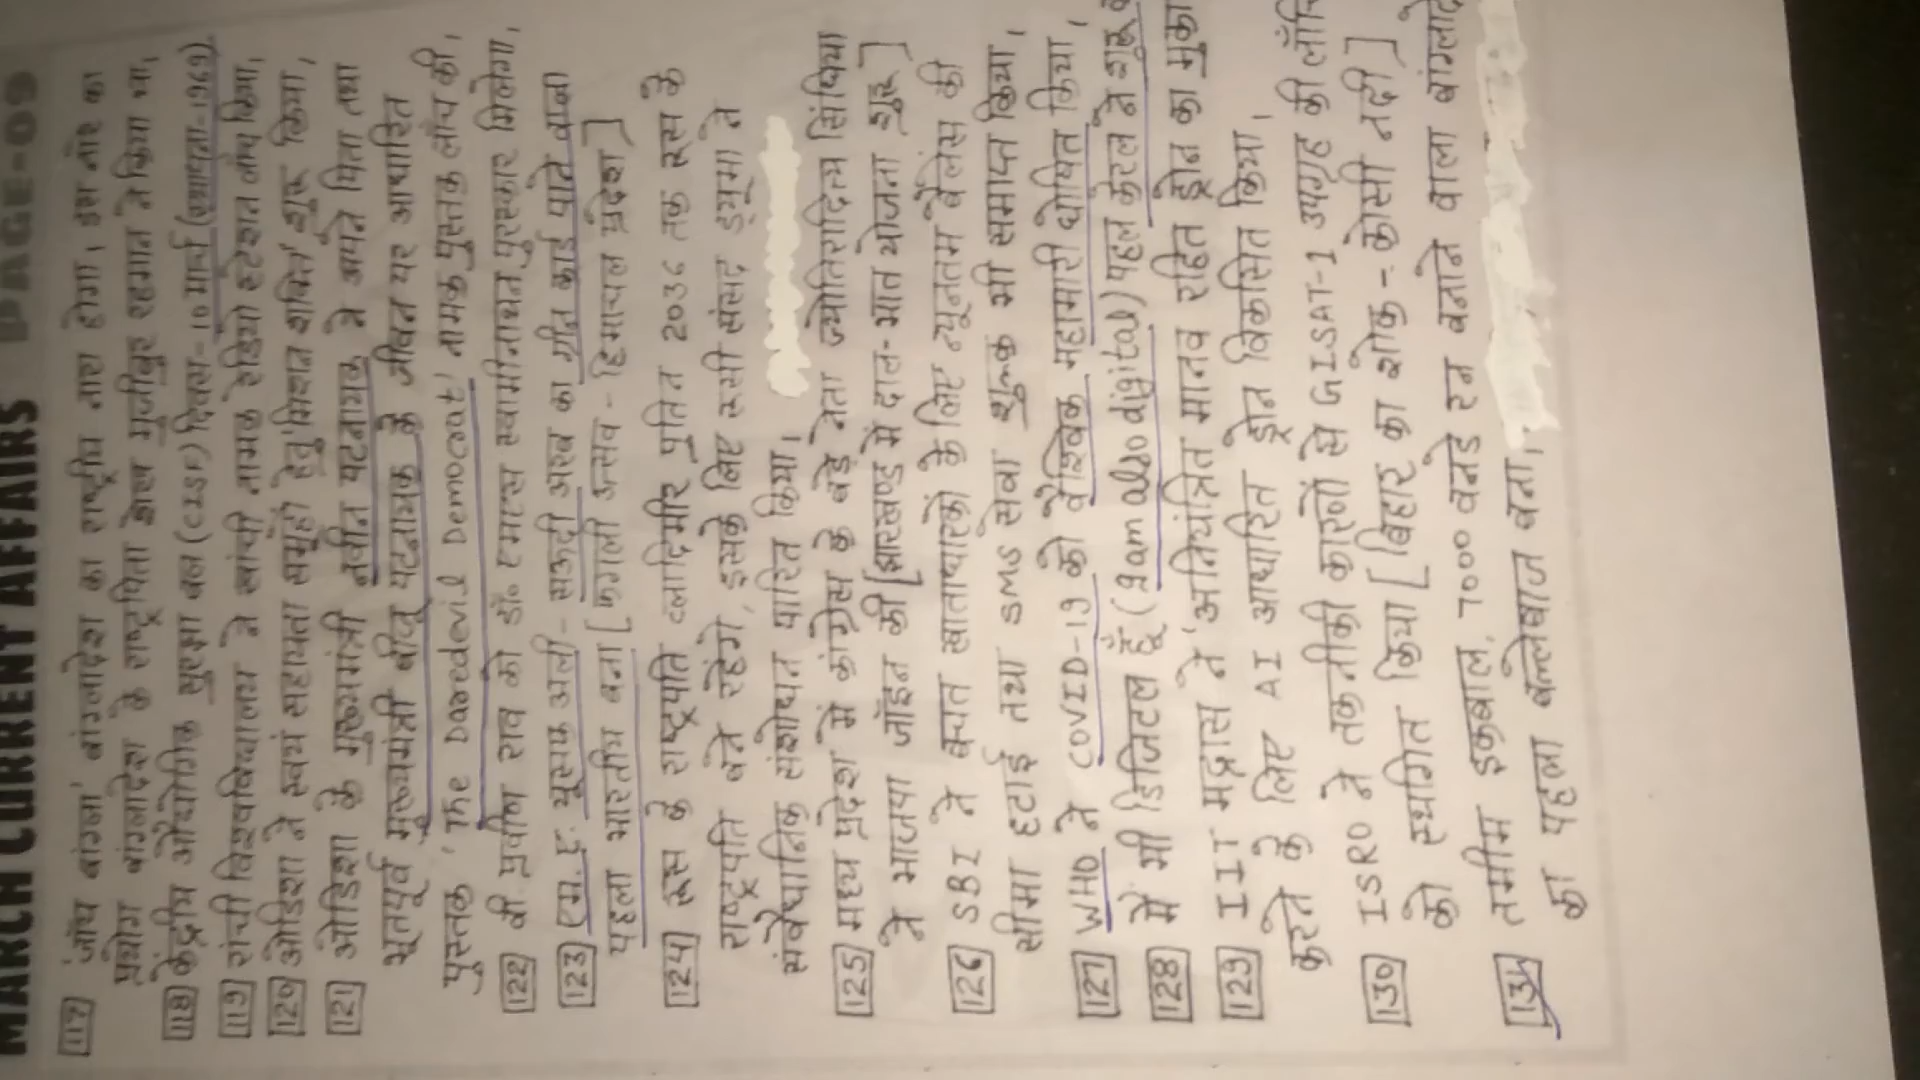 MARCH CURRENT AFFAIRS PAGE-09
117 'जॉय बांग्ला' बांग्लादेश का राष्ट्रीय नारा होगा। इस नारे का
प्रयोग बांग्लादेश के राष्ट्रपिता शेख मुजीबुर रहमान ने किया था,
118 केंद्रीय औद्योगिक सुरक्षा बल (CISF) दिवस- 10 मार्च (स्थापना-1969)
119 रांची विश्वविद्यालय ने खांची नामक रेडियो स्टेशन लॉंच किया,
120 ओडिशा ने स्वयं सहायता समूहों हेतु 'मिशन शक्ति' शुरू किया,
121 ओडिशा के मुख्यमंत्री नवीन पटनायक ने अपने पिता तथा
भूतपूर्व मुख्यमंत्री बीजू पटनायक के जीवन पर आधारित
पुस्तक 'The Daredevil Democrat' नामक पुस्तक लॉंच की,
122 वी. प्रवीण राव को डॉ. एमएस स्वामीनाथन पुरस्कार मिलेगा,
123 एम. ए. यूसुफ अली - सऊदी अरब का ग्रीन कार्ड पाने वाला
पहला भारतीय बना [फगली उत्सव - हिमाचल प्रदेश]
124 रूस के राष्ट्रपति व्लादिमीर पुतिन 2036 तक रूस के
राष्ट्रपति बने रहेंगे, इसके लिए रूसी संसद ड्यूमा ने
संवैधानिक संशोधन पारित किया,
125 मध्य प्रदेश में कांग्रेस के बड़े नेता ज्योतिरादित्य सिंधिया
ने भाजपा जॉइन की [झारखण्ड में दाल-भात योजना शुरू]
126 SBI ने बचत खाताधारकों के लिए न्यूनतम बैलेंस की
सीमा हटाई तथा SMS सेवा शुल्क भी समाप्त किया,
127 WHO ने COVID-19 को वैश्विक महामारी घोषित किया,
128 मैं भी डिजिटल हूँ (I am also digital) पहल केरल ने शुरू
129 IIT मद्रास ने 'अनियंत्रित मानव रहित ड्रोन का मुका
करने के लिए AI आधारित ड्रोन विकसित किया,
130 ISRO ने तकनीकी कारणों से GISAT-1 उपग्रह की लॉंचि
को स्थगित किया [बिहार का शोक - कोसी नदी]
131 तमीम इकबाल, 7000 वनडे रन बनाने वाला बांग्लादे
का पहला बल्लेबाज बना,